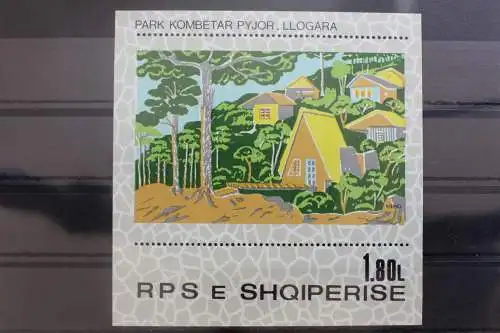 PARK KOMBETAR PYJOR, LLOGARA
1.80L
RPS E SHQIPERISE